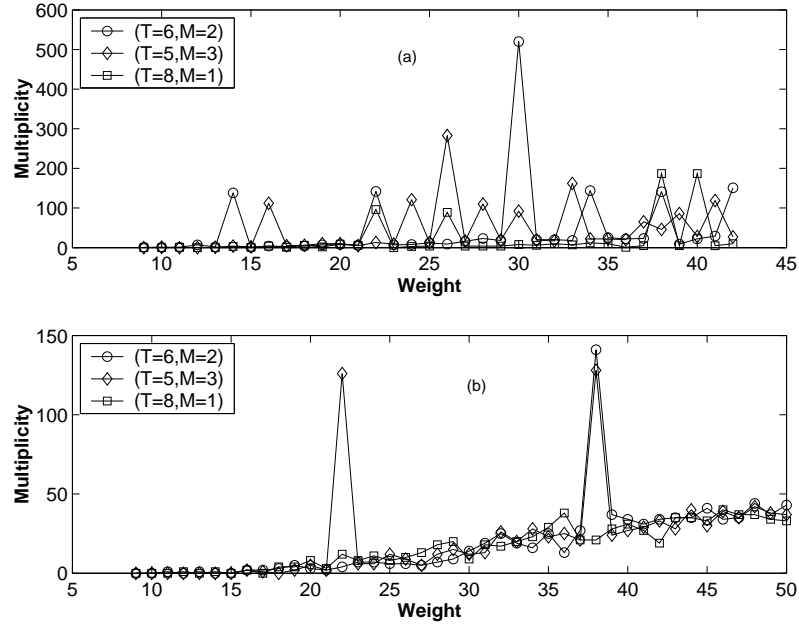 600
500
400
300
200
100
0
Multiplicity
(T=6,M=2)
(T=5,M=3)
(T=8,M=1)
(a)
5 10 15 20 25 30 35 40 45
Weight
150
100
50
0
Multiplicity
(T=6,M=2)
(T=5,M=3)
(T=8,M=1)
(b)
5 10 15 20 25 30 35 40 45 50
Weight